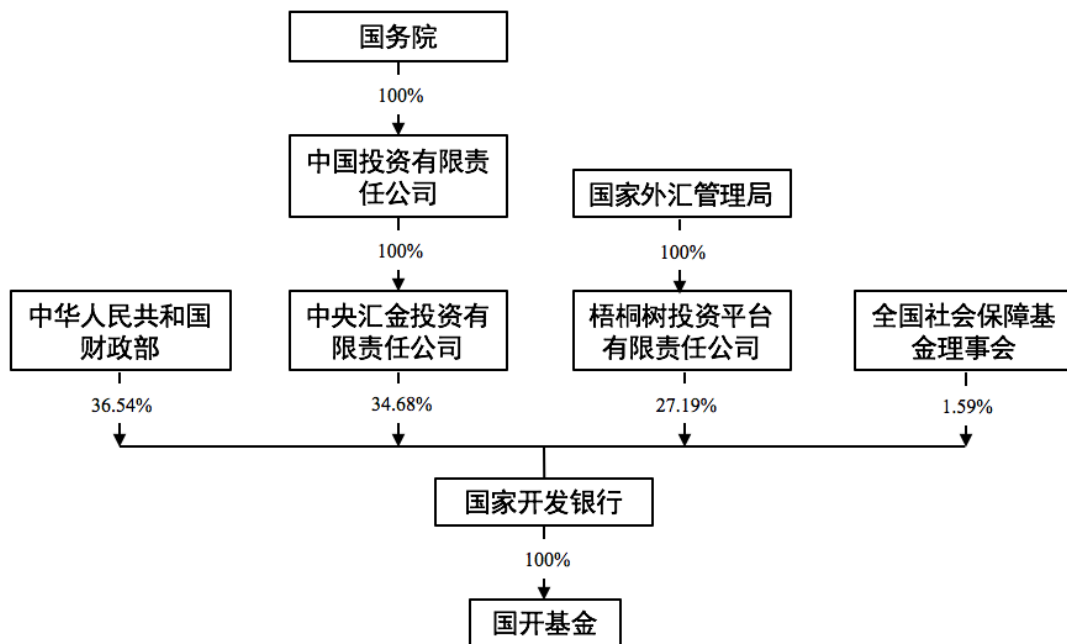 国务院
100%
中国投资有限责
任公司
国家外汇管理局
100%
100%
中华人民共和国
财政部
中央汇金投资有
限责任公司
梧桐树投资平台
有限责任公司
全国社会保障基
金理事会
36.54%
34.68%
27.19%
1.59%
国家开发银行
100%
国开基金